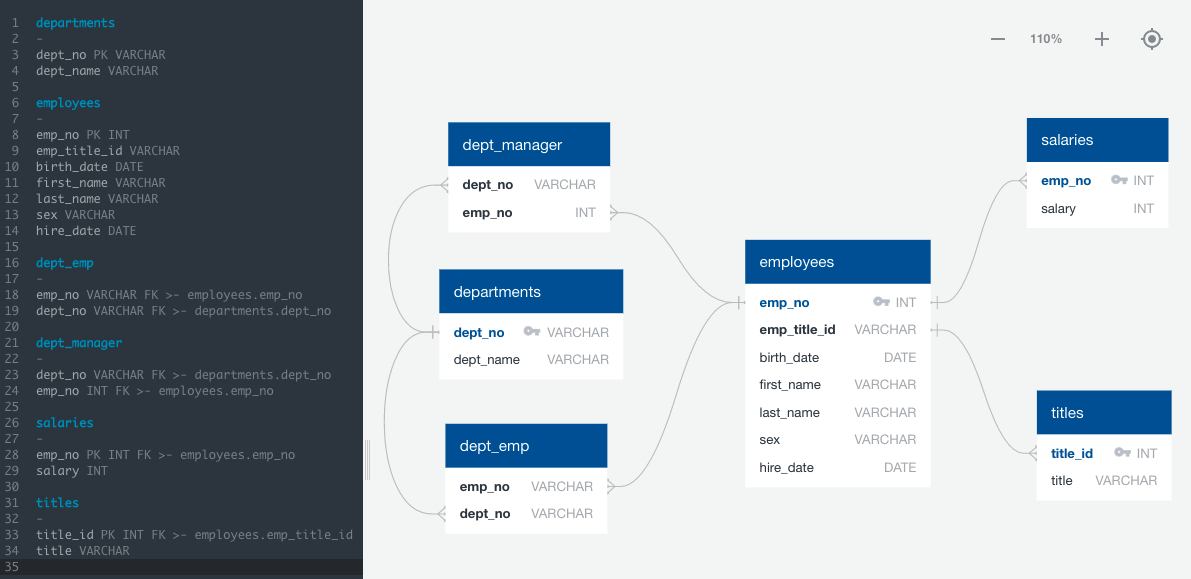 1 departments
2 -
3 dept_no PK VARCHAR
4 dept_name VARCHAR
5
6 employees
7 -
8 emp_no PK INT
9 emp_title_id VARCHAR
10 birth_date DATE
11 first_name VARCHAR
12 last_name VARCHAR
13 sex VARCHAR
14 hire_date DATE
15
16 dept_emp
17 -
18 emp_no VARCHAR FK >- employees.emp_no
19 dept_no VARCHAR FK >- departments.dept_no
20
21 dept_manager
22 -
23 dept_no VARCHAR FK >- departments.dept_no
24 emp_no INT FK >- employees.emp_no
25
26 salaries
27 -
28 emp_no PK INT FK >- employees.emp_no
29 salary INT
30
31 titles
32 -
33 title_id PK INT FK >- employees.emp_title_id
34 title VARCHAR
35
110%
dept_manager
dept_no VARCHAR
emp_no INT
departments
dept_no VARCHAR
dept_name VARCHAR
dept_emp
emp_no VARCHAR
dept_no VARCHAR
employees
emp_no INT
emp_title_id VARCHAR
birth_date DATE
first_name VARCHAR
last_name VARCHAR
sex VARCHAR
hire_date DATE
salaries
emp_no INT
salary INT
titles
title_id INT
title VARCHAR